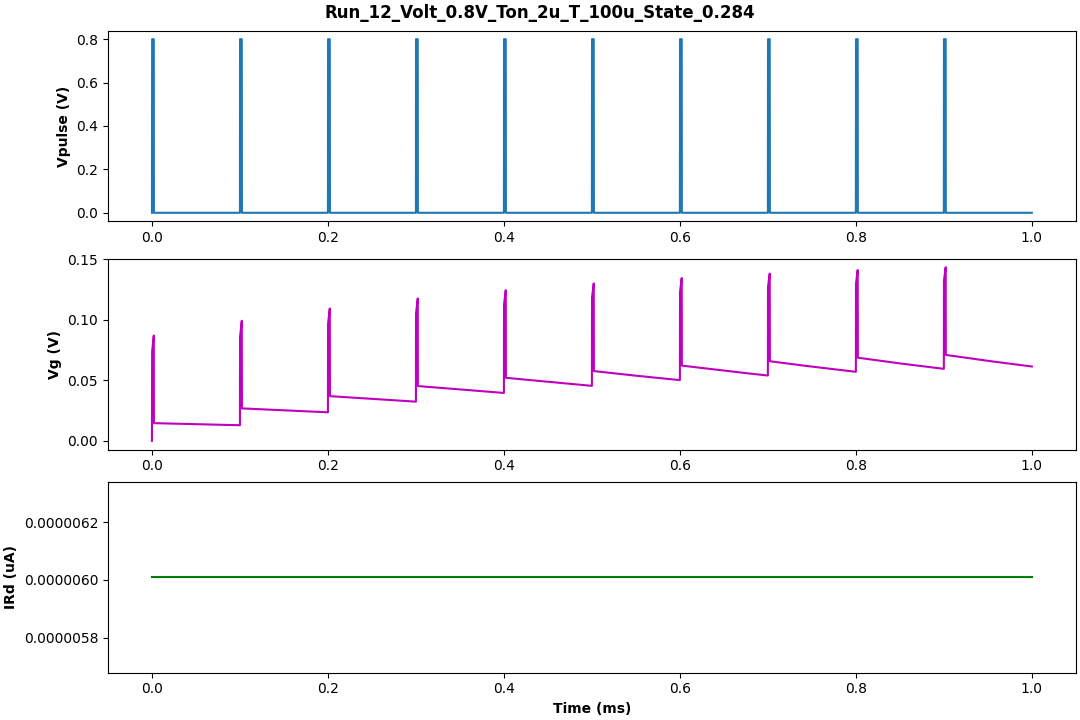 Run_12_Volt_0.8V_Ton_2u_T_100u_State_0.284
Vpulse (V)
0.8
0.6
0.4
0.2
0.0
0.0 0.2 0.4 0.6 0.8 1.0
Vg (V)
0.15
0.10
0.05
0.00
0.0 0.2 0.4 0.6 0.8 1.0
IRd (uA)
0.0000062
0.0000060
0.0000058
0.0 0.2 0.4 0.6 0.8 1.0
Time (ms)